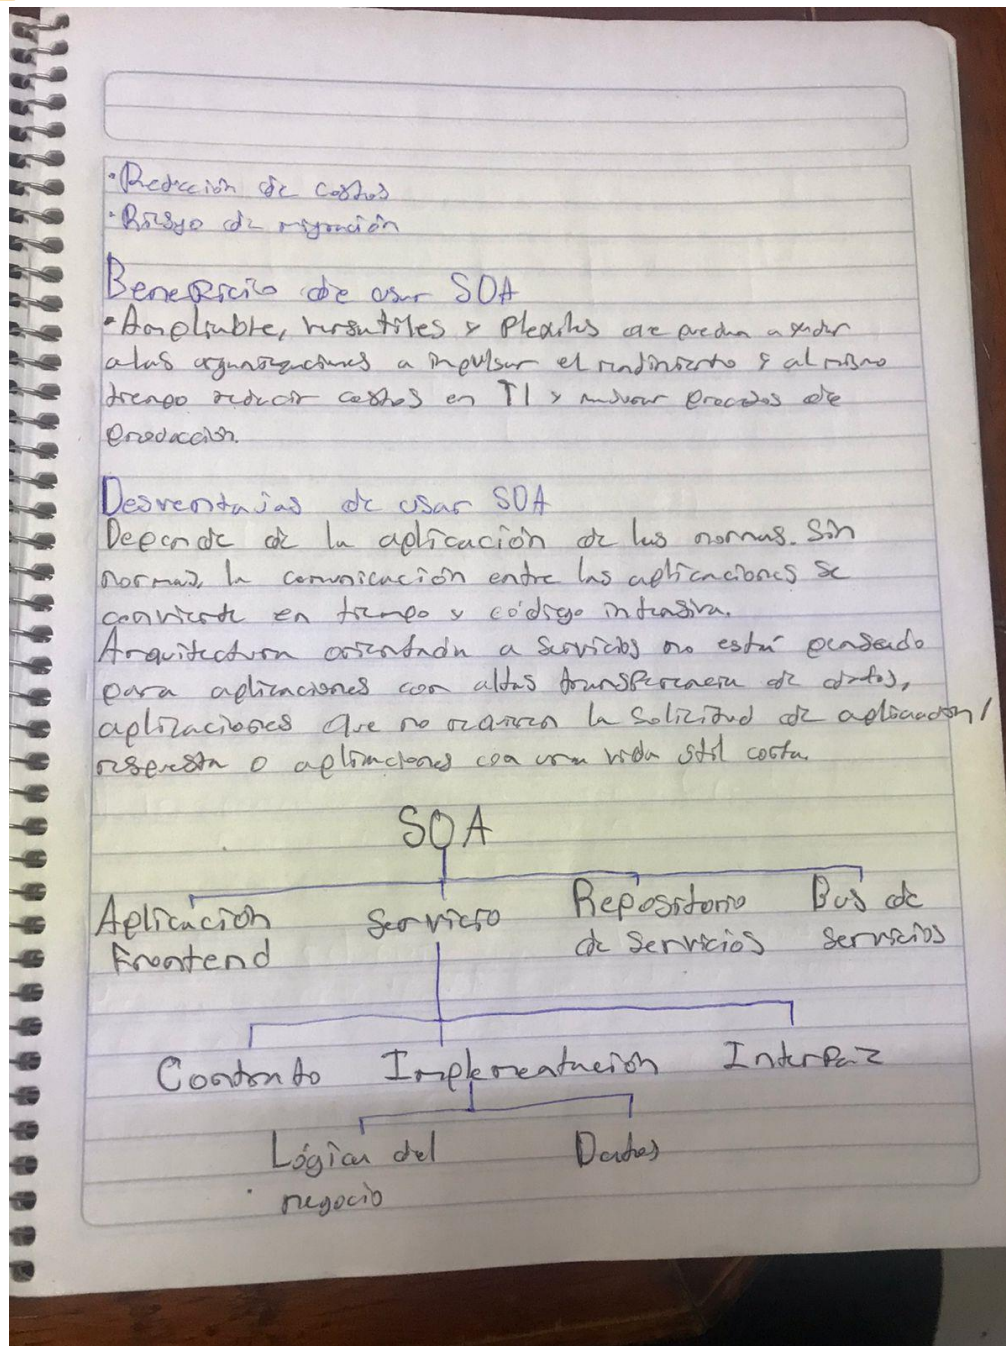 ·Reducción de costos
·Riesgo de migración
Beneficio de usar SOA
·Ampliable, versatiles y flexibles que puedan ayudar
a las organizaciones a impulsar el rendimiento y al mismo
tiempo reducir costos en TI y mejorar procesos de
producción.
Desventajas de usar SOA
Depende de la aplicación de las normas. Sin
normas, la comunicación entre las aplicaciones se
convierte en tiempo y código intensiva.
Arquitectura orientada a servicios no está pensado
para aplicaciones con altas transferencia de datos,
aplicaciones que no requieren la solicitud de aplicación/
respuesta o aplicaciones con una vida útil corta.
SOA
Aplicación Frontend
Servicio
Repositorio de servicios
Bus de servicios
Contrato Implementación Interfaz
Lógica del negocio
Datos